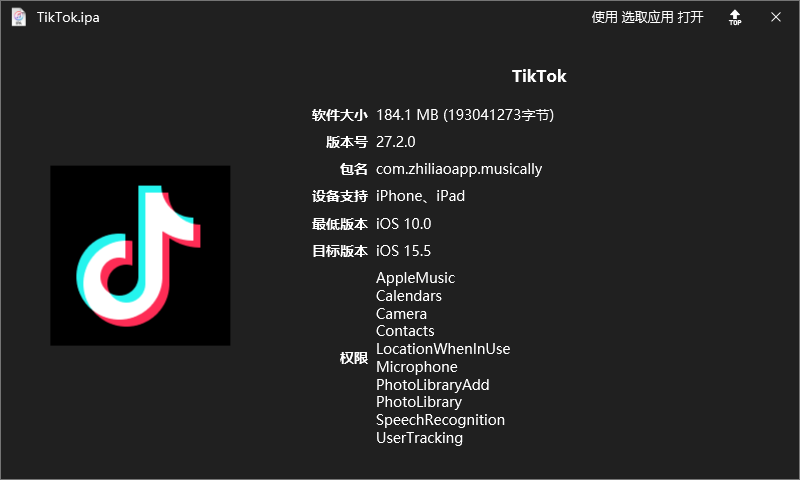 TikTok.ipa
使用 选取应用 打开
TOP
TikTok
软件大小 184.1 MB (193041273字节)
版本号 27.2.0
包名 com.zhiliaoapp.musically
设备支持 iPhone、iPad
最低版本 iOS 10.0
目标版本 iOS 15.5
权限
AppleMusic
Calendars
Camera
Contacts
LocationWhenInUse
Microphone
PhotoLibraryAdd
PhotoLibrary
SpeechRecognition
UserTracking